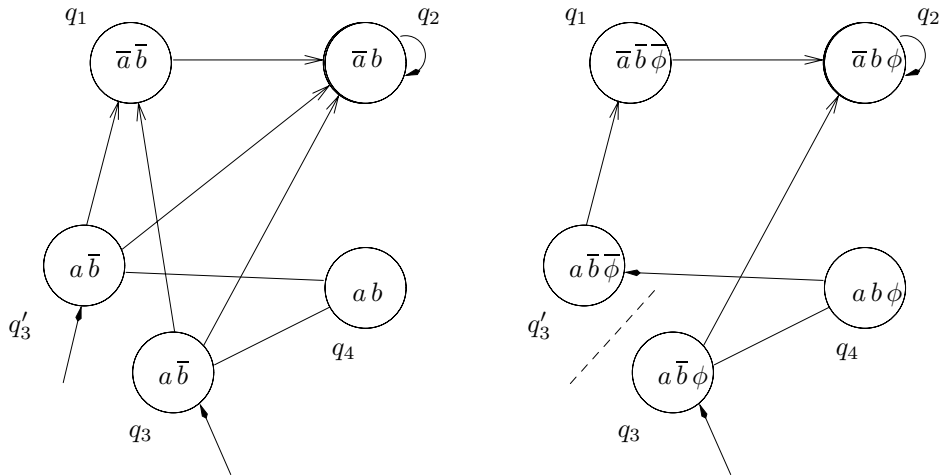 q₁
a̅ b̅
q₂
a̅ b
a b̅
q′₃
a b
q₄
a b̅
q₃
q₁
a̅ b̅ ϕ̅
q₂
a̅ b ϕ
a b̅ ϕ̅
q′₃
a b ϕ
q₄
a b̅ ϕ
q₃